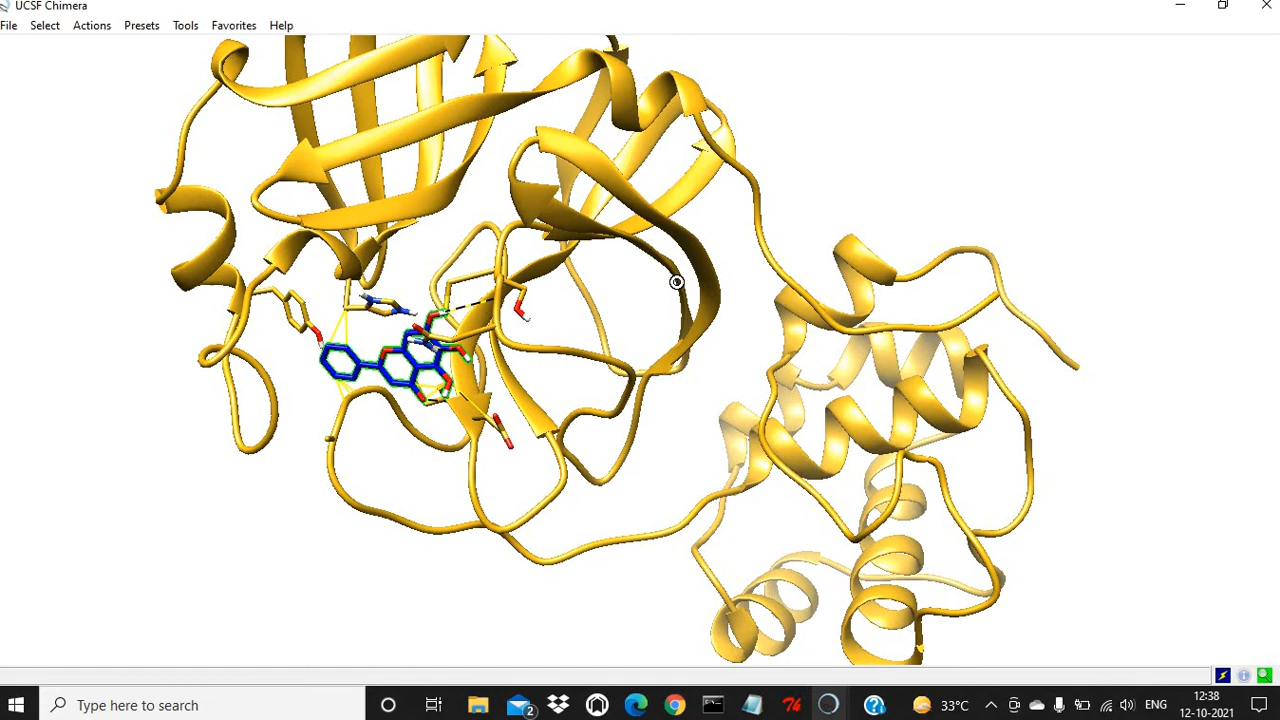 UCSF Chimera
File Select Actions Presets Tools Favorites Help
Type here to search
2
33°C
ENG
12:38
12-10-2021